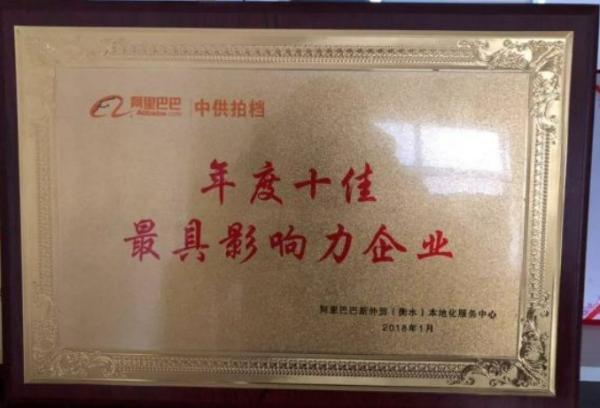 阿里巴巴 Alibaba.com | 中供拍档
年度十佳
最具影响力企业
阿里巴巴新外贸（衡水）本地化服务中心
2018年1月